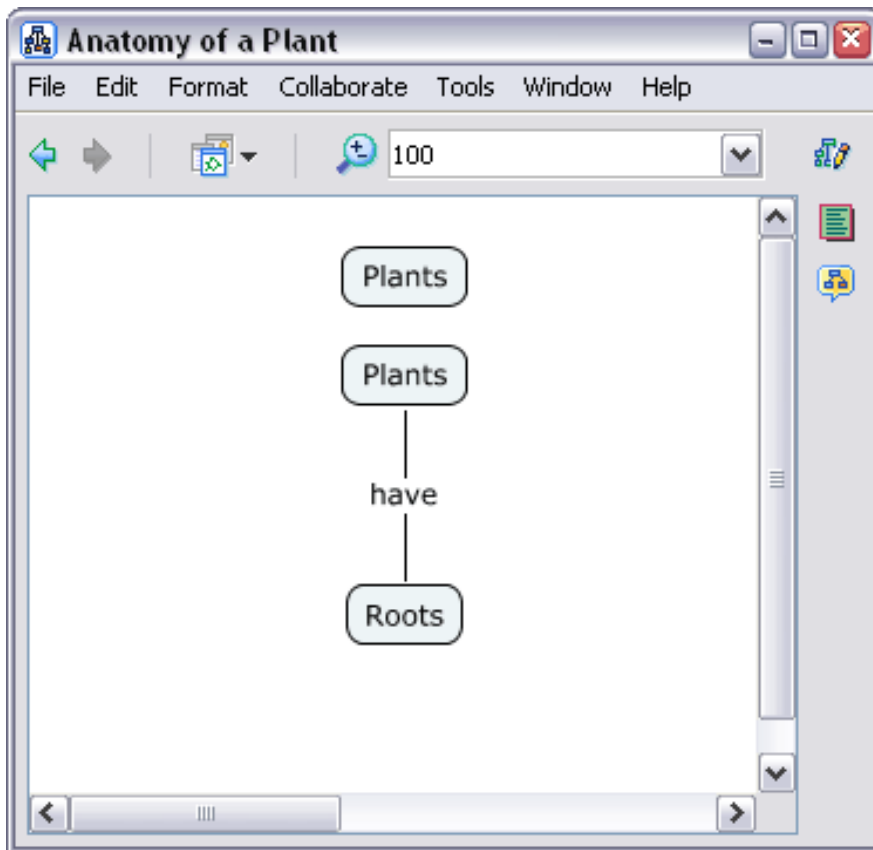 Anatomy of a Plant
File Edit Format Collaborate Tools Window Help
100
Plants
Plants
have
Roots